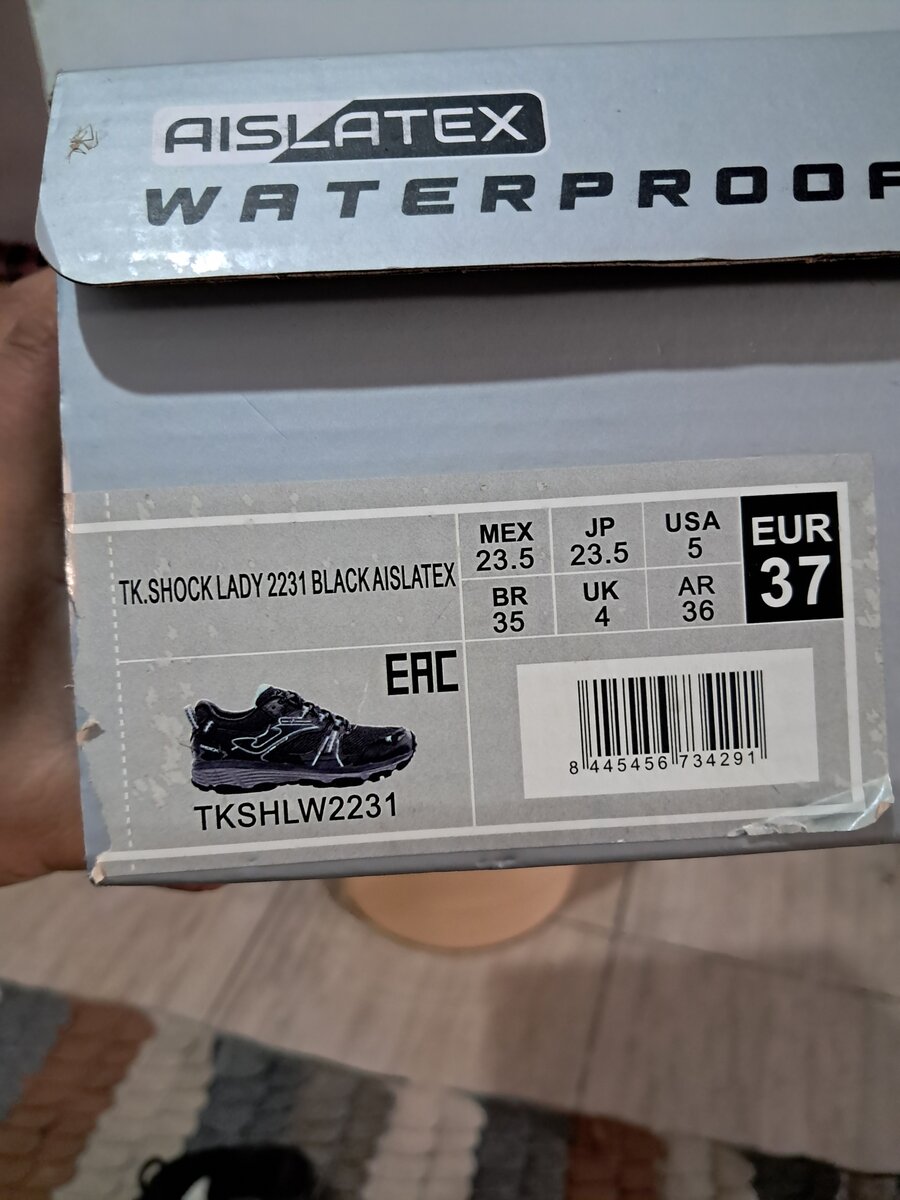 AISLATEX
WATERPROOF
TK.SHOCK LADY 2231 BLACK AISLATEX
MEX
23.5
JP
23.5
USA
5
EUR
37
BR
35
UK
4
AR
36
EAC
TKSHLW2231
8 445456 734291